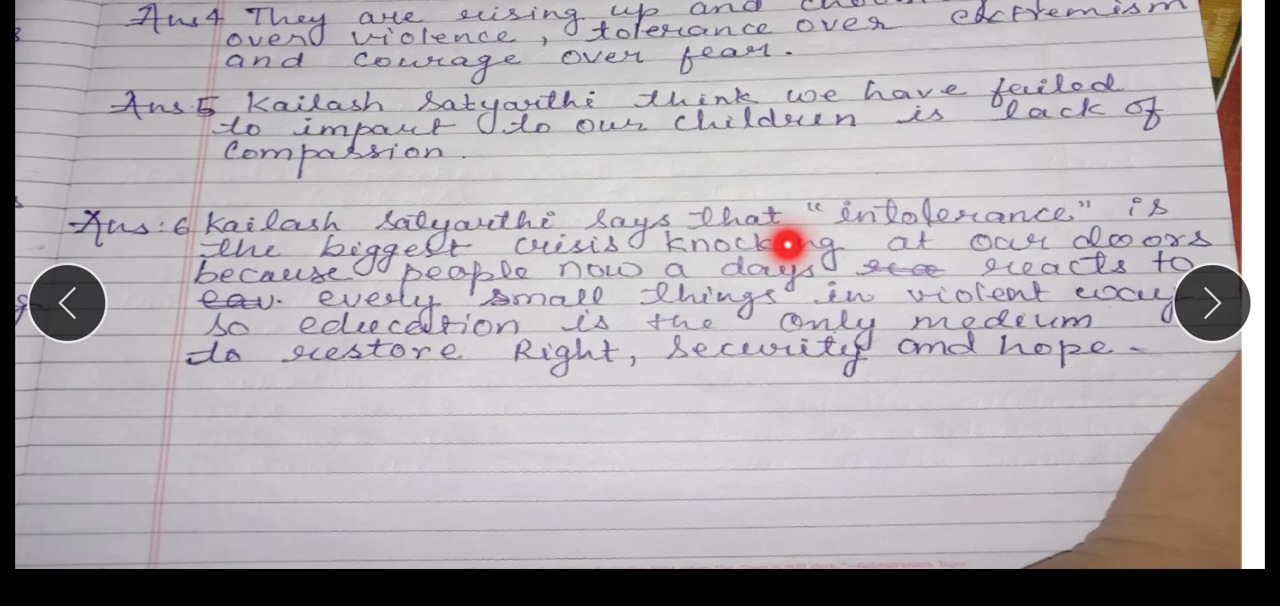 Ans 4 They are rising up and
over violence, tolerance over extremism
and courage over fear.
Ans. 5 Kailash Satyarthi think we have failed
to impart to our children is lack of
Compassion.
Ans: 6 Kailash Satyarthi says that "intolerance" is
the biggest crisis knocking at our doors
because people now a days reacts to
every small things in violent way
so education is the only medium
to restore Right, Security and hope.